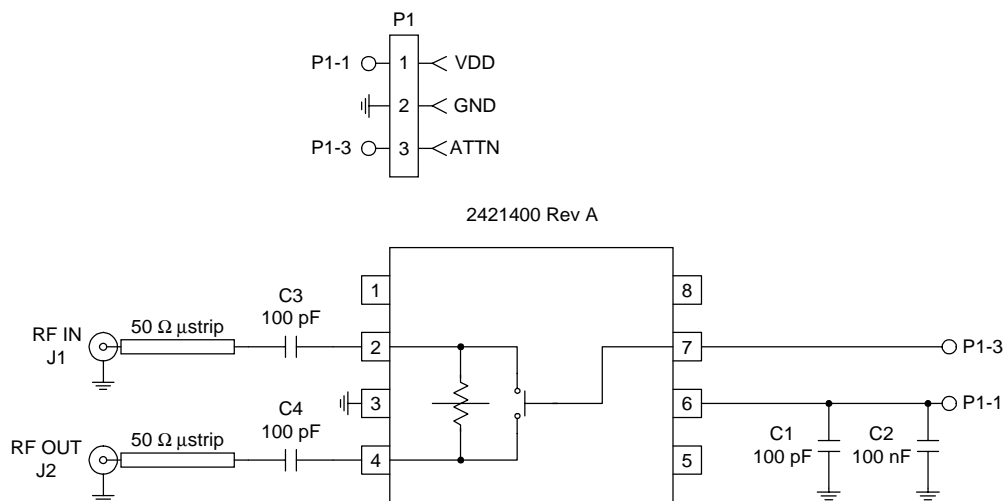 P1
P1-1 1 VDD
2 GND
P1-3 3 ATTN
2421400 Rev A
1 8
C3
100 pF
RF IN
J1
50 Ω μstrip
2 7 P1-3
3 6 P1-1
C4
100 pF
RF OUT
J2
50 Ω μstrip
4 5
C1
100 pF
C2
100 nF